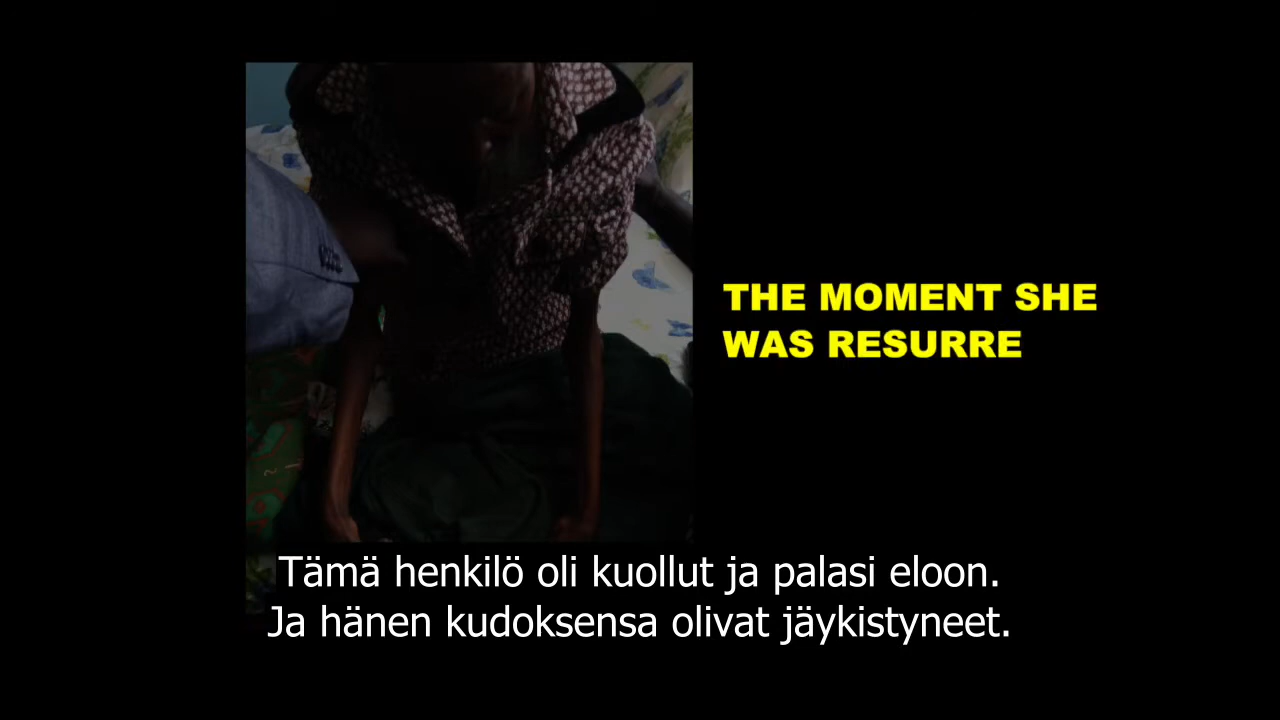 THE MOMENT SHE
WAS RESURRE
Tämä henkilö oli kuollut ja palasi eloon.
Ja hänen kudoksensa olivat jäykistyneet.